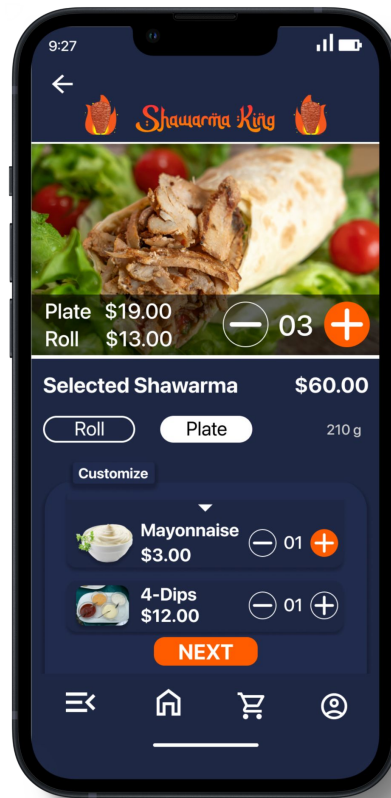 9:27
Shawarma King
Plate $19.00
Roll $13.00
03
Selected Shawarma $60.00
Roll Plate 210 g
Customize
Mayonnaise
$3.00
01
4-Dips
$12.00
01
NEXT